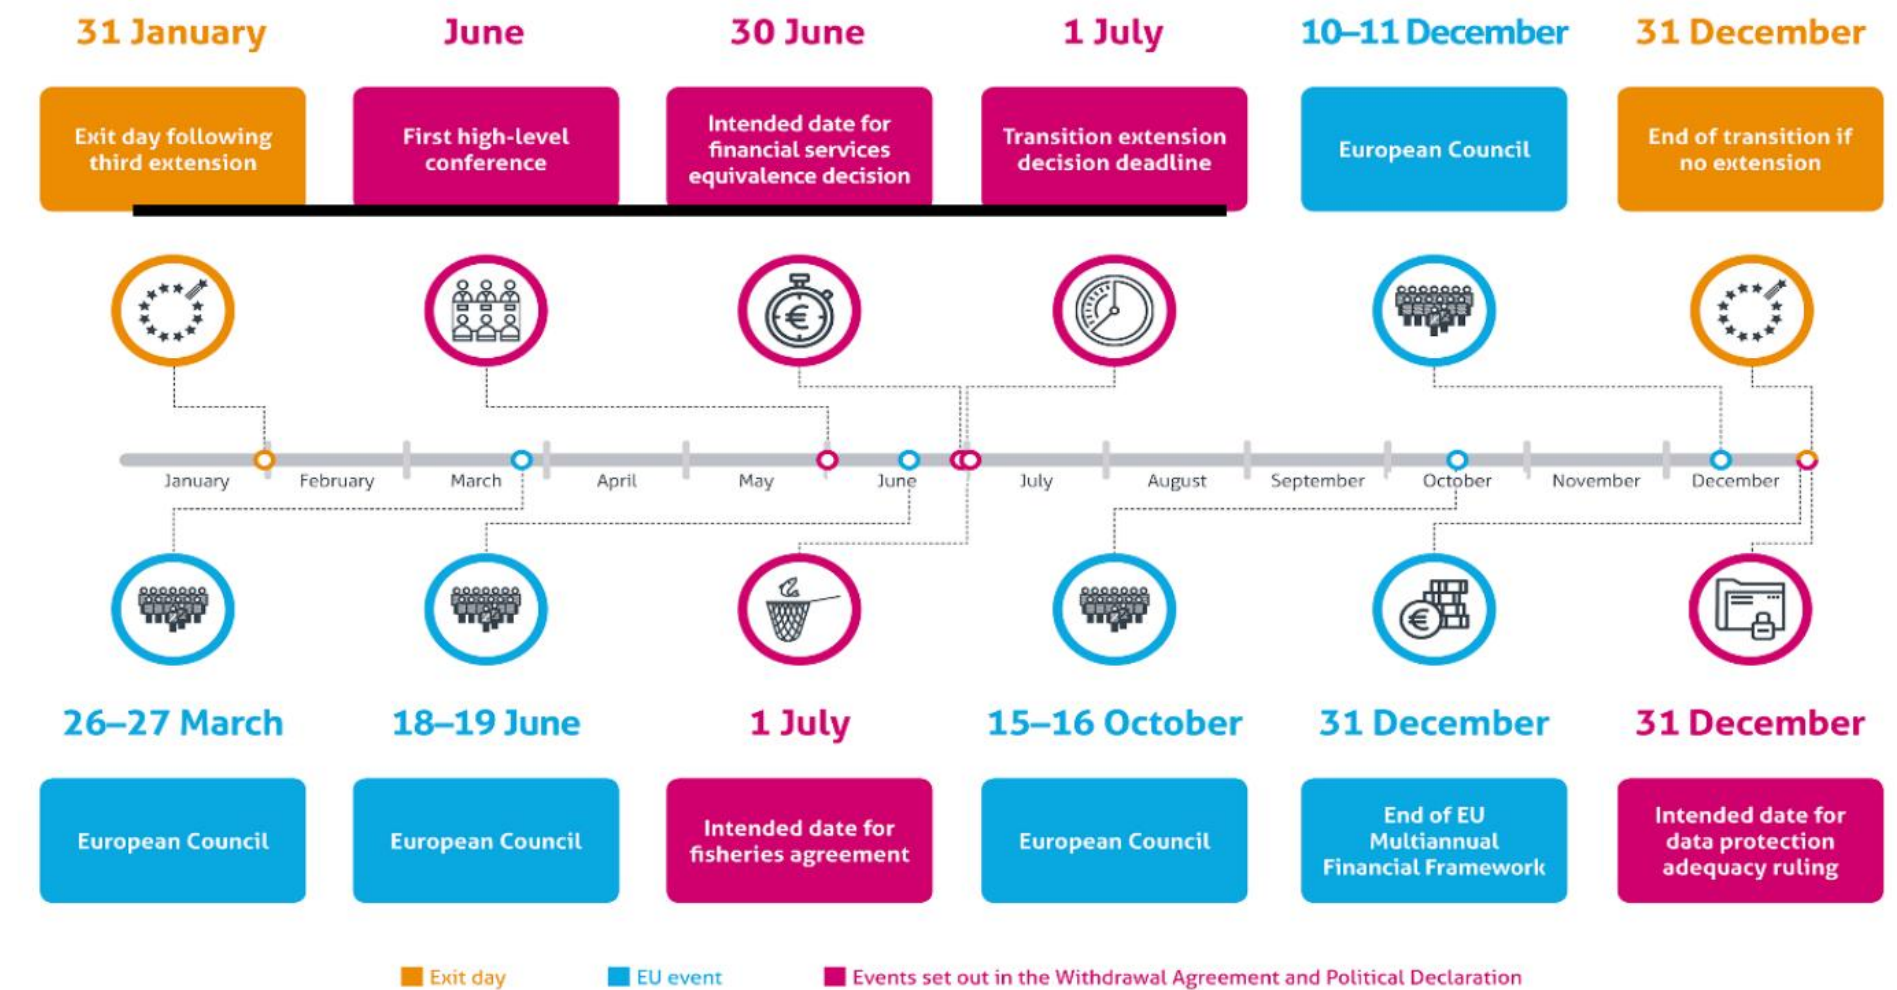 31 January
June
30 June
1 July
10–11 December
31 December
Exit day following
third extension
First high-level
conference
Intended date for
financial services
equivalence decision
Transition extension
decision deadline
European Council
End of transition if
no extension
€
January
February
March
April
May
June
July
August
September
October
November
December
€
26–27 March
18–19 June
1 July
15–16 October
31 December
31 December
European Council
European Council
Intended date for
fisheries agreement
European Council
End of EU
Multiannual
Financial Framework
Intended date for
data protection
adequacy ruling
Exit day
EU event
Events set out in the Withdrawal Agreement and Political Declaration